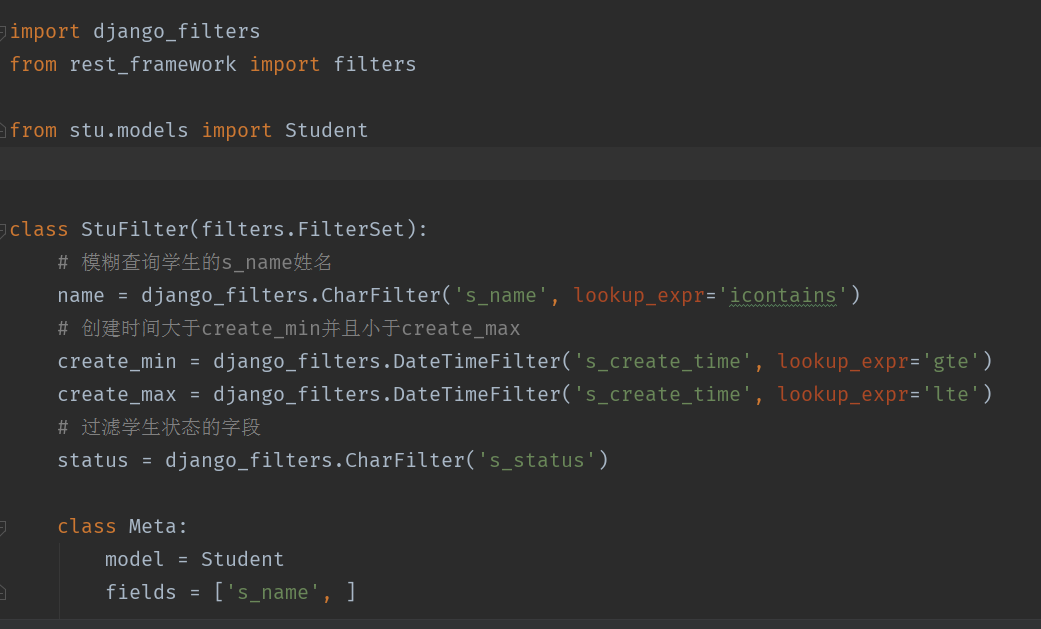 import django_filters
from rest_framework import filters
from stu.models import Student
class StuFilter(filters.FilterSet):
# 模糊查询学生的s_name姓名
name = django_filters.CharFilter('s_name', lookup_expr='icontains')
# 创建时间大于create_min并且小于create_max
create_min = django_filters.DateTimeFilter('s_create_time', lookup_expr='gte')
create_max = django_filters.DateTimeFilter('s_create_time', lookup_expr='lte')
# 过滤学生状态的字段
status = django_filters.CharFilter('s_status')
class Meta:
model = Student
fields = ['s_name', ]